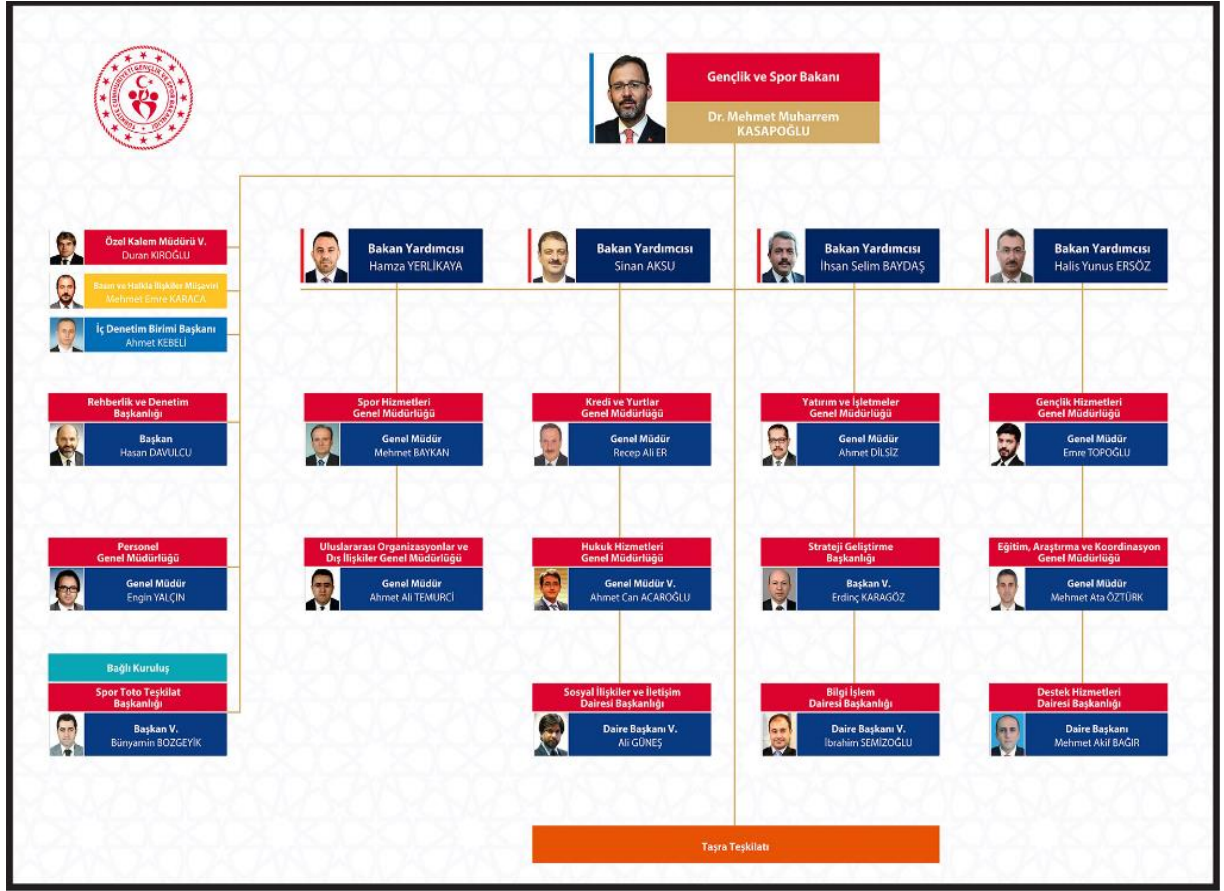 TÜRKİYE CUMHURİYETİ GENÇLİK VE SPOR BAKANLIĞI
Gençlik ve Spor Bakanı
Dr. Mehmet Muharrem
KASAPOĞLU
Özel Kalem Müdürü V.
Duran KIROĞLU
Basın ve Halkla İlişkiler Müşaviri
Mehmet Emre KARACA
İç Denetim Birimi Başkanı
Ahmet KEBELİ
Bakan Yardımcısı
Hamza YERLİKAYA
Bakan Yardımcısı
Sinan AKSU
Bakan Yardımcısı
İhsan Selim BAYDAŞ
Bakan Yardımcısı
Halis Yunus ERSÖZ
Rehberlik ve Denetim
Başkanlığı
Başkan
Hasan DAVULCU
Spor Hizmetleri
Genel Müdürlüğü
Genel Müdür
Mehmet BAYKAN
Kredi ve Yurtlar
Genel Müdürlüğü
Genel Müdür
Recep Ali ER
Yatırım ve İşletmeler
Genel Müdürlüğü
Genel Müdür
Ahmet DİLSİZ
Gençlik Hizmetleri
Genel Müdürlüğü
Genel Müdür
Emre TOPOĞLU
Personel
Genel Müdürlüğü
Genel Müdür
Engin YALÇIN
Uluslararası Organizasyonlar ve
Dış İlişkiler Genel Müdürlüğü
Genel Müdür
Ahmet Ali TEMURCİ
Hukuk Hizmetleri
Genel Müdürlüğü
Genel Müdür V.
Ahmet Can ACAROĞLU
Strateji Geliştirme
Başkanlığı
Başkan V.
Erdinç KARAGÖZ
Eğitim, Araştırma ve Koordinasyon
Genel Müdürlüğü
Genel Müdür
Mehmet Ata ÖZTÜRK
Bağlı Kuruluş
Spor Toto Teşkilat
Başkanlığı
Başkan V.
Bünyamin BOZGEYİK
Sosyal İlişkiler ve İletişim
Dairesi Başkanlığı
Daire Başkanı V.
Ali GÜNEŞ
Bilgi İşlem
Dairesi Başkanlığı
Daire Başkanı V.
İbrahim SEMİZOĞLU
Destek Hizmetleri
Dairesi Başkanlığı
Daire Başkanı
Mehmet Akif BAĞIR
Taşra Teşkilatı